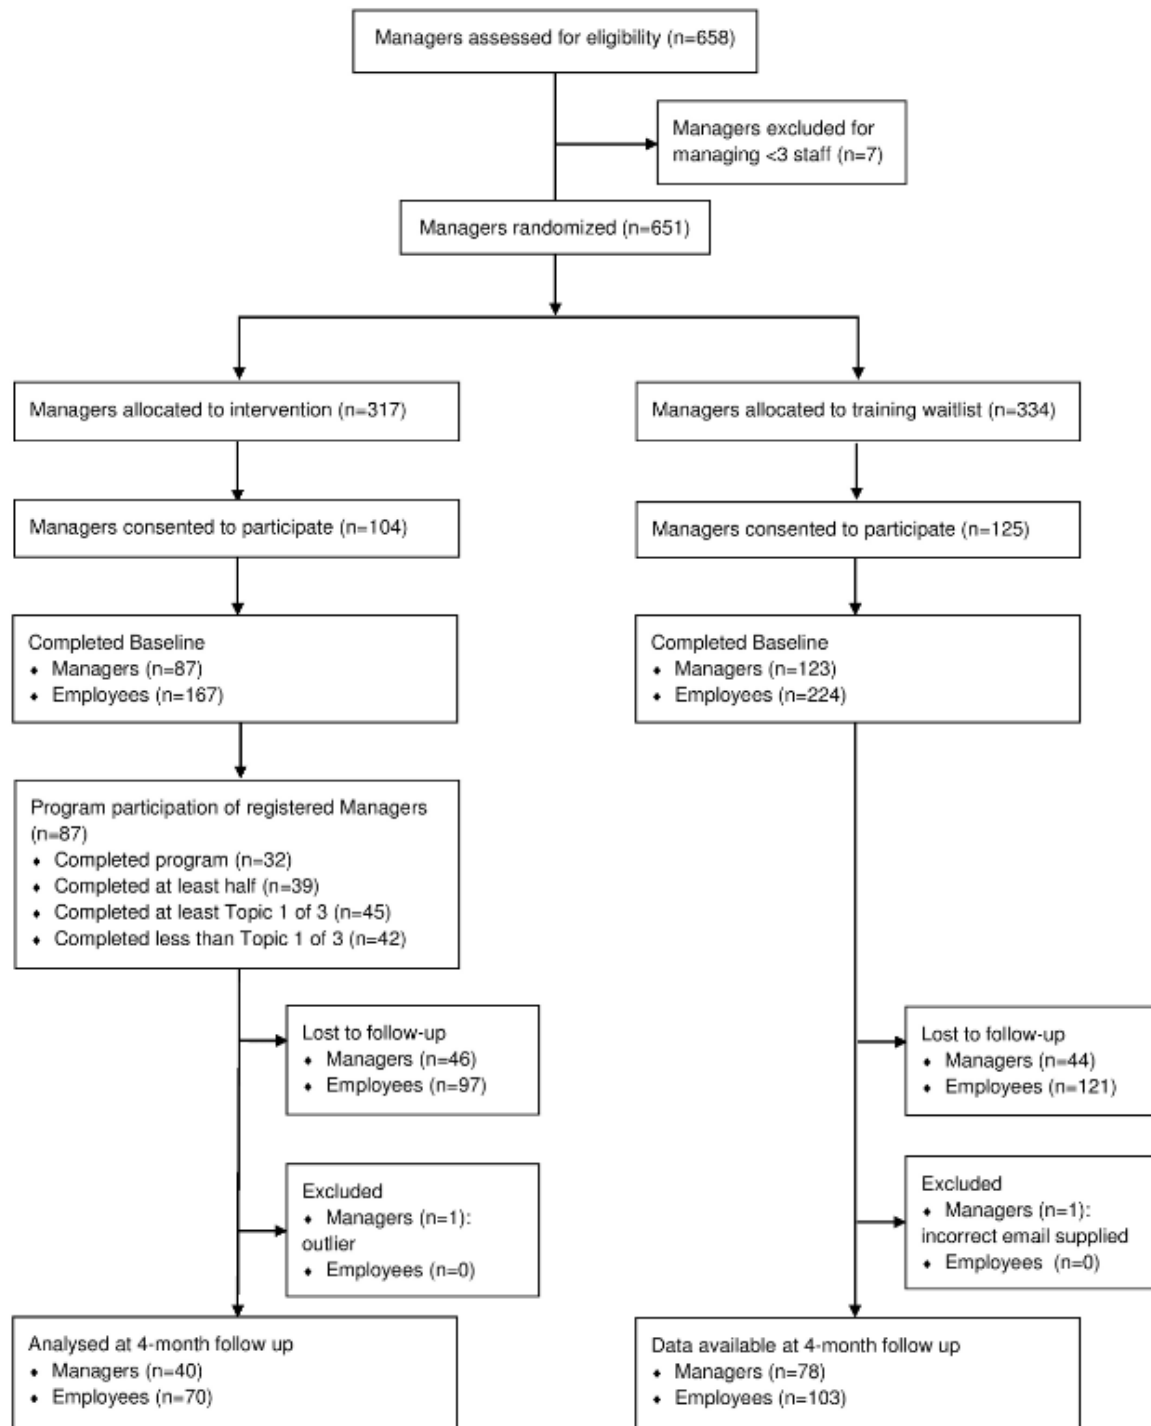 Managers assessed for eligibility (n=658)
Managers excluded for
managing <3 staff (n=7)
Managers randomized (n=651)
Managers allocated to intervention (n=317)
Managers allocated to training waitlist (n=334)
Managers consented to participate (n=104)
Managers consented to participate (n=125)
Completed Baseline
♦ Managers (n=87)
♦ Employees (n=167)
Completed Baseline
♦ Managers (n=123)
♦ Employees (n=224)
Program participation of registered Managers
(n=87)
♦ Completed program (n=32)
♦ Completed at least half (n=39)
♦ Completed at least Topic 1 of 3 (n=45)
♦ Completed less than Topic 1 of 3 (n=42)
Lost to follow-up
♦ Managers (n=46)
♦ Employees (n=97)
Lost to follow-up
♦ Managers (n=44)
♦ Employees (n=121)
Excluded
♦ Managers (n=1):
outlier
♦ Employees (n=0)
Excluded
♦ Managers (n=1):
incorrect email supplied
♦ Employees (n=0)
Analysed at 4-month follow up
♦ Managers (n=40)
♦ Employees (n=70)
Data available at 4-month follow up
♦ Managers (n=78)
♦ Employees (n=103)